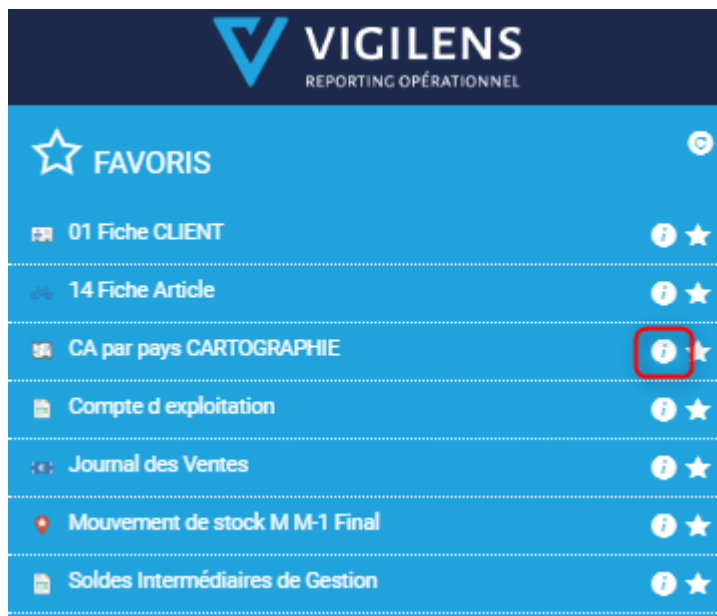 VIGILENS
REPORTING OPÉRATIONNEL
FAVORIS
01 Fiche CLIENT
14 Fiche Article
CA par pays CARTOGRAPHIE
Compte d exploitation
Journal des Ventes
Mouvement de stock M M-1 Final
Soldes Intermédiaires de Gestion